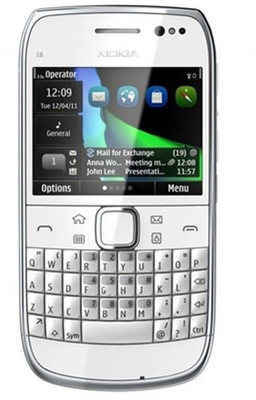 NOKIA
E6
Operator
12:09
Tue 12/04/11
General
Mail for Exchange (19) @
1
Anna Wo... Meeting ... 12:08
John Lee Presentati... 11:57
Options Menu
Q W E R T Y U I O P
A S D F G H J K L
Z X C V B N M
Sym @ Ctrl